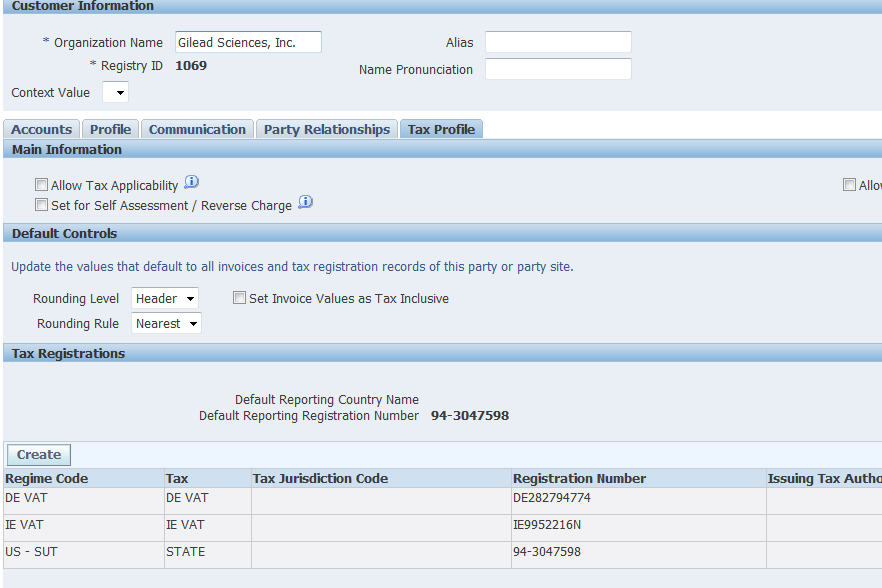 Customer Information
* Organization Name Gilead Sciences, Inc. Alias
* Registry ID 1069
Name Pronunciation
Context Value
Accounts Profile Communication Party Relationships Tax Profile
Main Information
Allow Tax Applicability Allo
Set for Self Assessment / Reverse Charge
Default Controls
Update the values that default to all invoices and tax registration records of this party or party site.
Rounding Level Header Set Invoice Values as Tax Inclusive
Rounding Rule Nearest
Tax Registrations
Default Reporting Country Name
Default Reporting Registration Number 94-3047598
Create
Regime Code Tax Tax Jurisdiction Code Registration Number Issuing Tax Autho
DE VAT DE VAT DE282794774
IE VAT IE VAT IE9952216N
US - SUT STATE 94-3047598